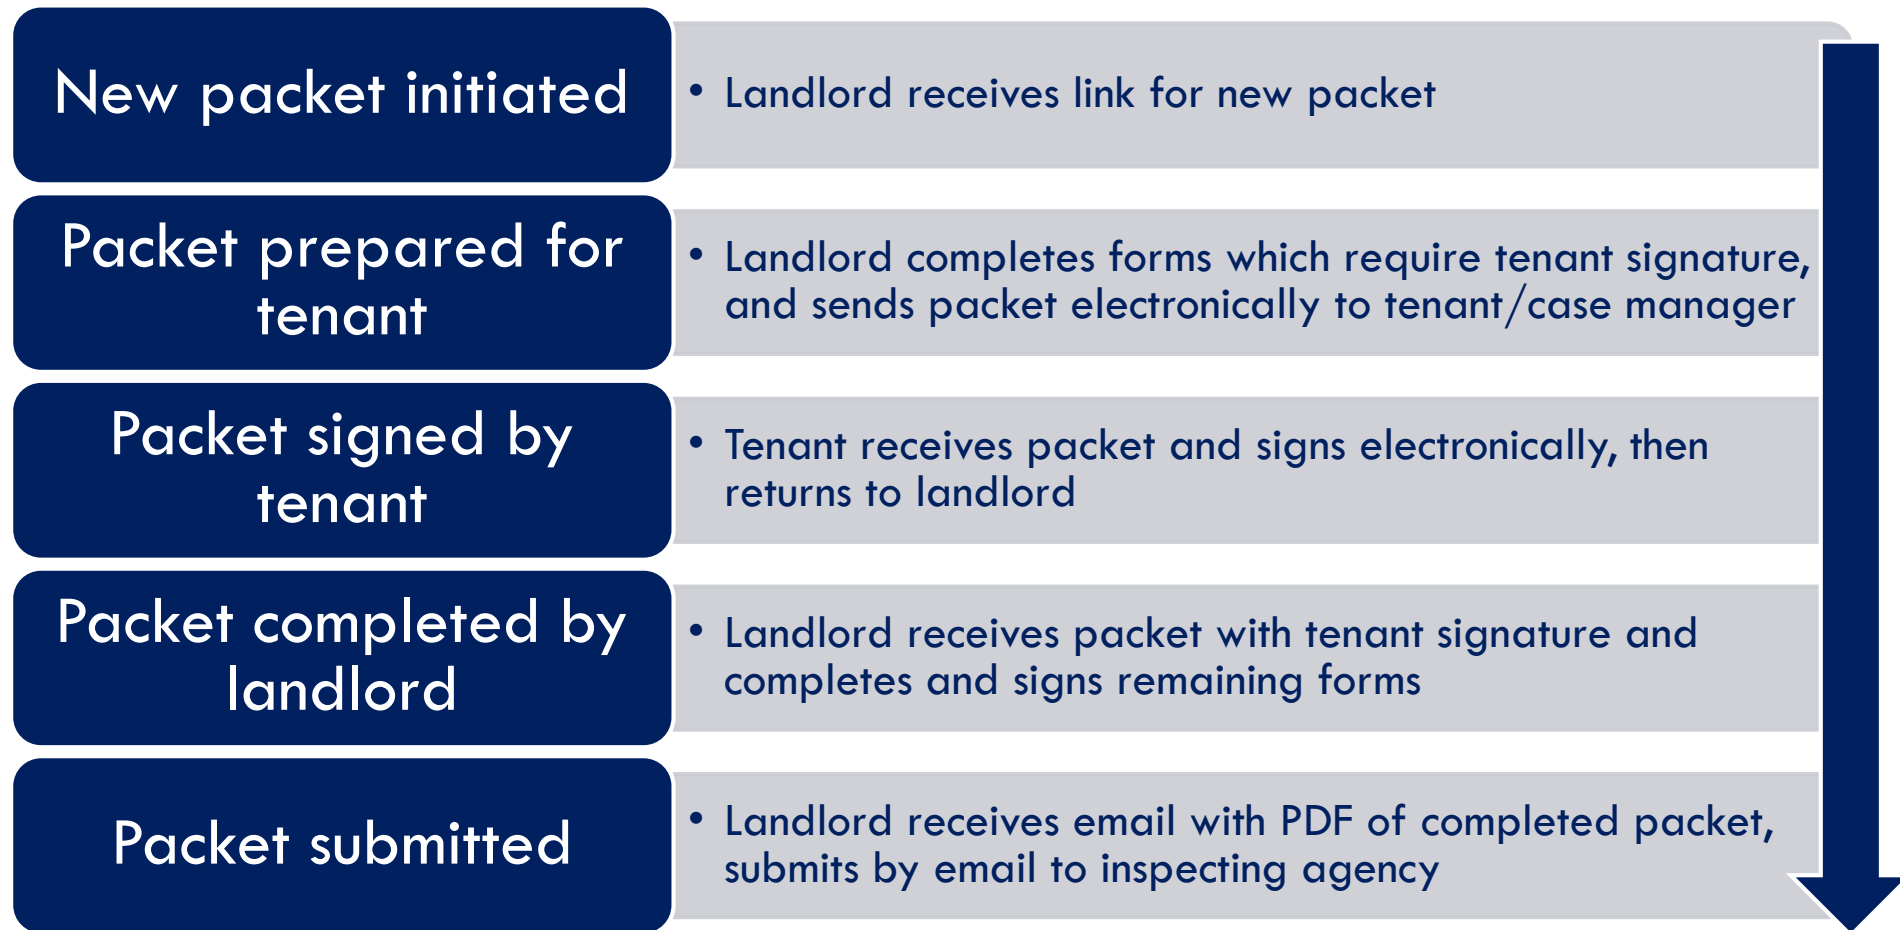 New packet initiated
• Landlord receives link for new packet
Packet prepared for
tenant
• Landlord completes forms which require tenant signature,
and sends packet electronically to tenant/case manager
Packet signed by
tenant
• Tenant receives packet and signs electronically, then
returns to landlord
Packet completed by
landlord
• Landlord receives packet with tenant signature and
completes and signs remaining forms
Packet submitted
• Landlord receives email with PDF of completed packet,
submits by email to inspecting agency